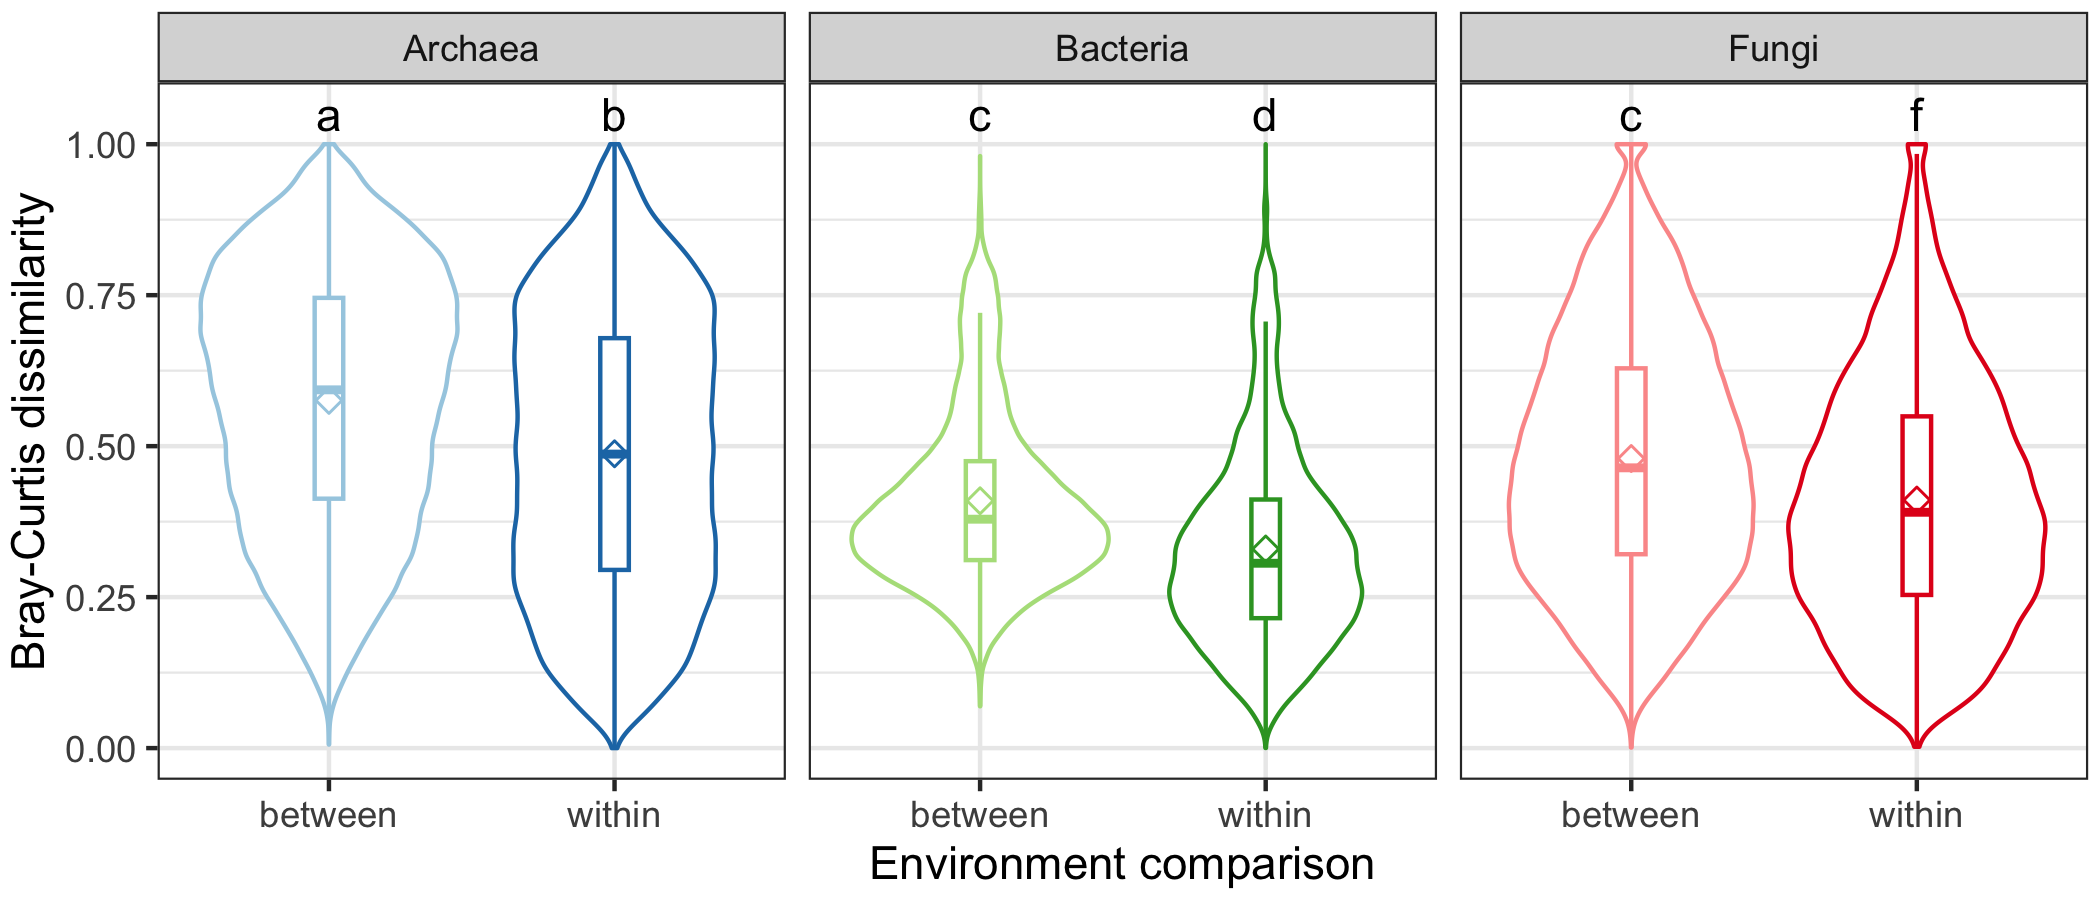 Archaea Bacteria Fungi
a b c d c f
1.00
0.75
0.50
0.25
0.00
Bray-Curtis dissimilarity
between within between within between within
Environment comparison